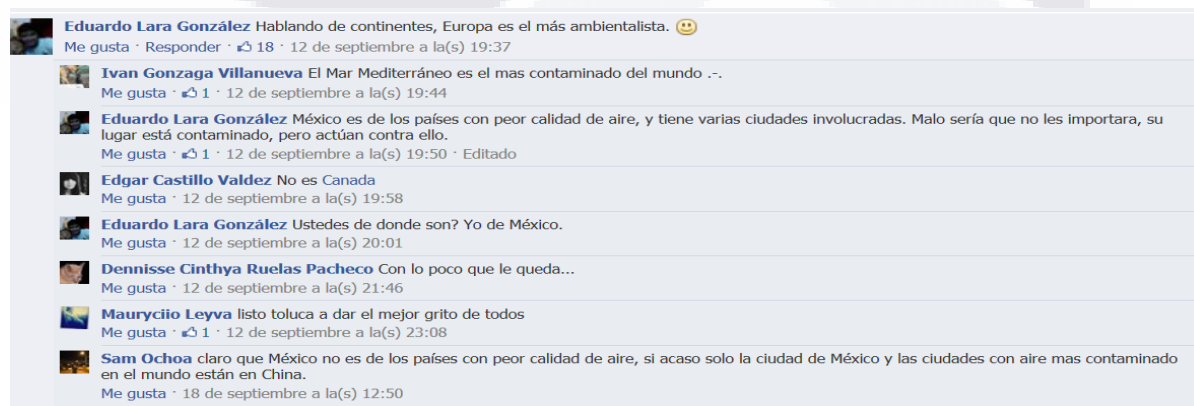 Eduardo Lara González Hablando de continentes, Europa es el más ambientalista.
Me gusta · Responder · 18 · 12 de septiembre a la(s) 19:37
Ivan Gonzaga Villanueva El Mar Mediterráneo es el mas contaminado del mundo .-.
Me gusta · 1 · 12 de septiembre a la(s) 19:44
Eduardo Lara González México es de los países con peor calidad de aire, y tiene varias ciudades involucradas. Malo sería que no les importara, su
lugar está contaminado, pero actúan contra ello.
Me gusta · 1 · 12 de septiembre a la(s) 19:50 · Editado
Edgar Castillo Valdez No es Canada
Me gusta · 12 de septiembre a la(s) 19:58
Eduardo Lara González Ustedes de donde son? Yo de México.
Me gusta · 12 de septiembre a la(s) 20:01
Dennisse Cinthya Ruelas Pacheco Con lo poco que le queda...
Me gusta · 12 de septiembre a la(s) 21:46
Mauryciio Leyva listo toluca a dar el mejor grito de todos
Me gusta · 1 · 12 de septiembre a la(s) 23:08
Sam Ochoa claro que México no es de los países con peor calidad de aire, si acaso solo la ciudad de México y las ciudades con aire mas contaminado
en el mundo están en China.
Me gusta · 18 de septiembre a la(s) 12:50